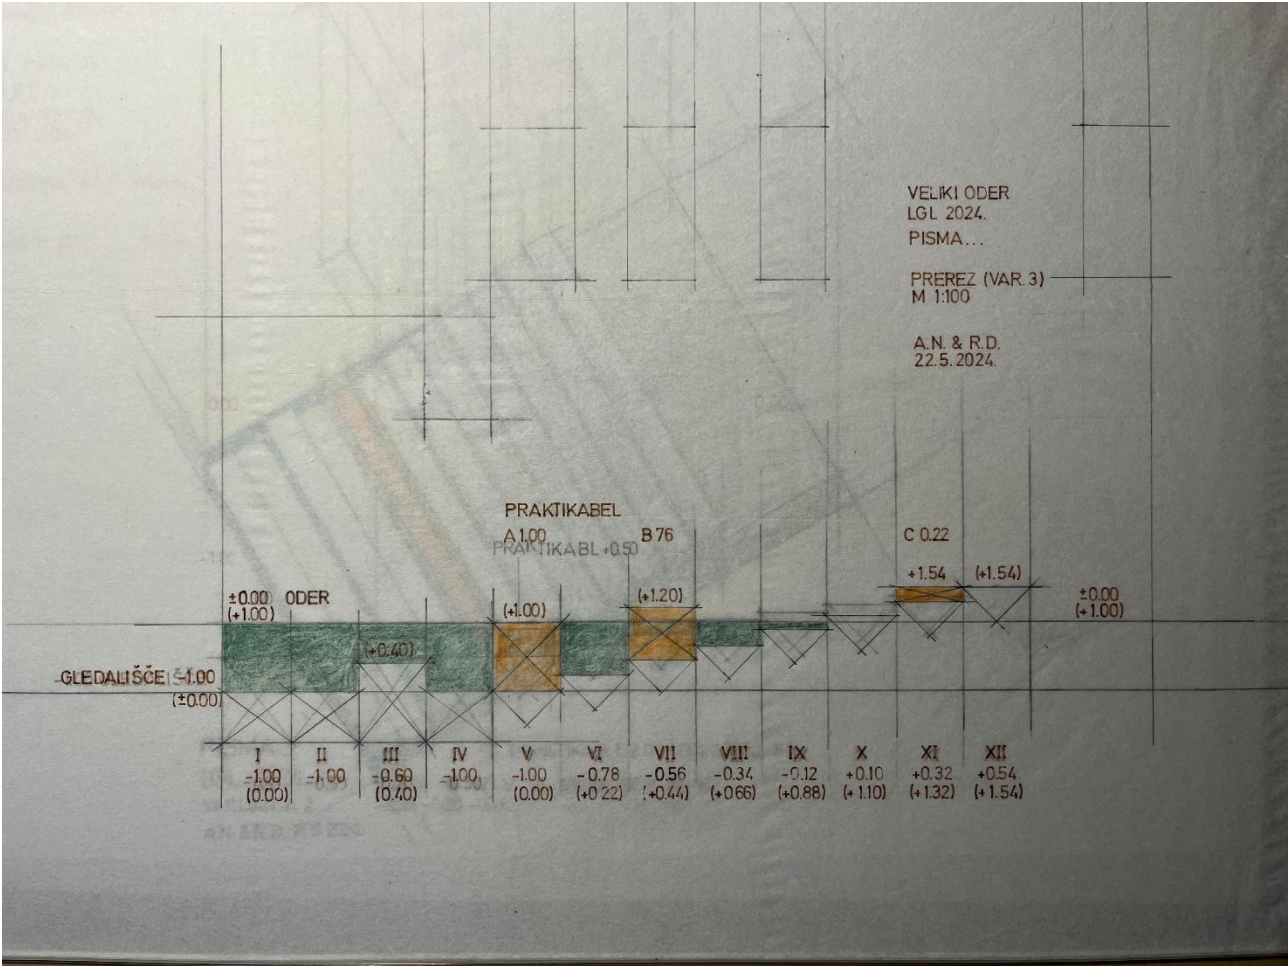 VELIKI ODER
LGL 2024.
PISMA...
PREREZ (VAR. 3)
M 1:100
A.N. & R.D.
22.5.2024.
PRAKTIKABEL
A 1.00 B 76 C 0.22
PRAKTIKABL +0.50
+1.54 (+1.54)
±0.00 ODER (+1.20) ±0.00
(+1.00) (+1.00) (+1.00)
(+0.40)
GLEDALIŠČE -1.00
(±0.00)
I II III IV V VI VII VIII IX X XI XII
-1.00 -1.00 -0.60 -1.00 -1.00 -0.78 -0.56 -0.34 -0.12 +0.10 +0.32 +0.54
(0.00) (0.40) (0.00) (+0.22) (+0.44) (+0.66) (+0.88) (+1.10) (+1.32) (+1.54)